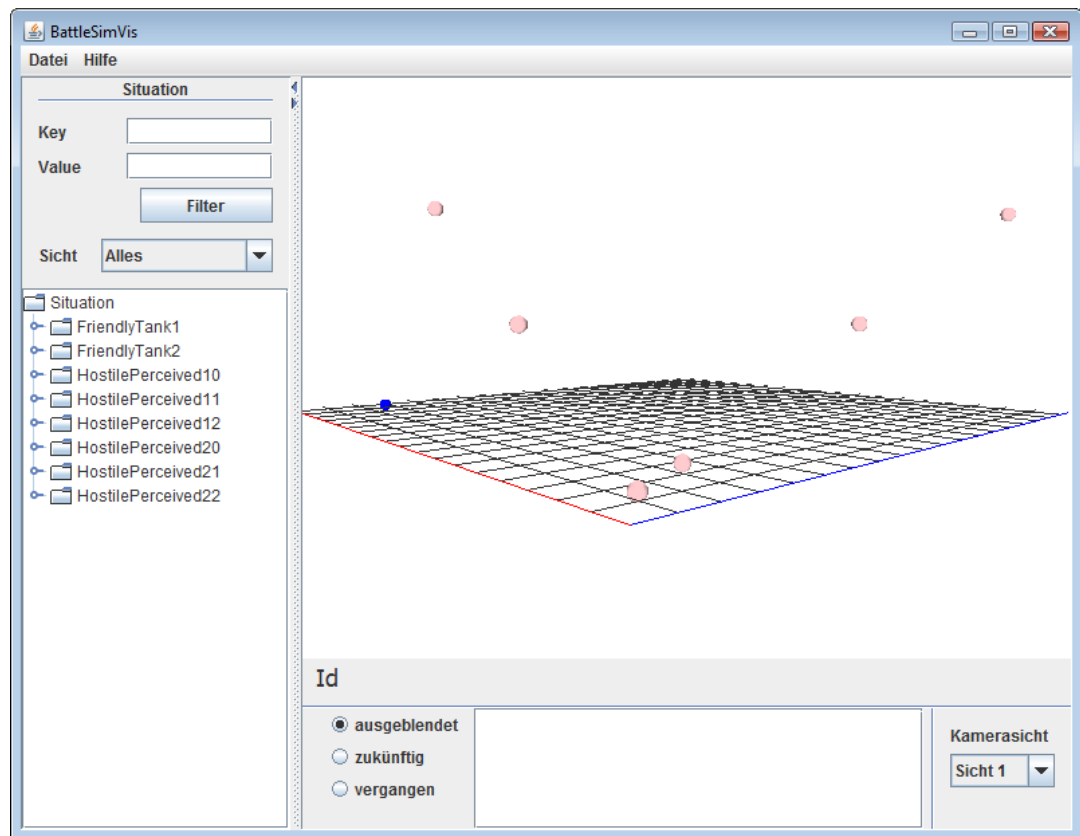 BattleSimVis
Datei Hilfe
Situation
Key
Value
Filter
Sicht Alles
Situation
FriendlyTank1
FriendlyTank2
HostilePerceived10
HostilePerceived11
HostilePerceived12
HostilePerceived20
HostilePerceived21
HostilePerceived22
Id
ausgeblendet
zukünftig
vergangen
Kamerasicht
Sicht 1